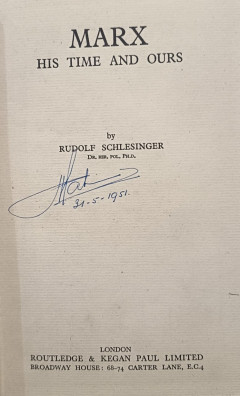 MARX
HIS TIME AND OURS
by
RUDOLF SCHLESINGER
DR. RER. POL., PH.D.
31-5-1951
LONDON
ROUTLEDGE & KEGAN PAUL LIMITED
BROADWAY HOUSE: 68-74 CARTER LANE, E.C.4